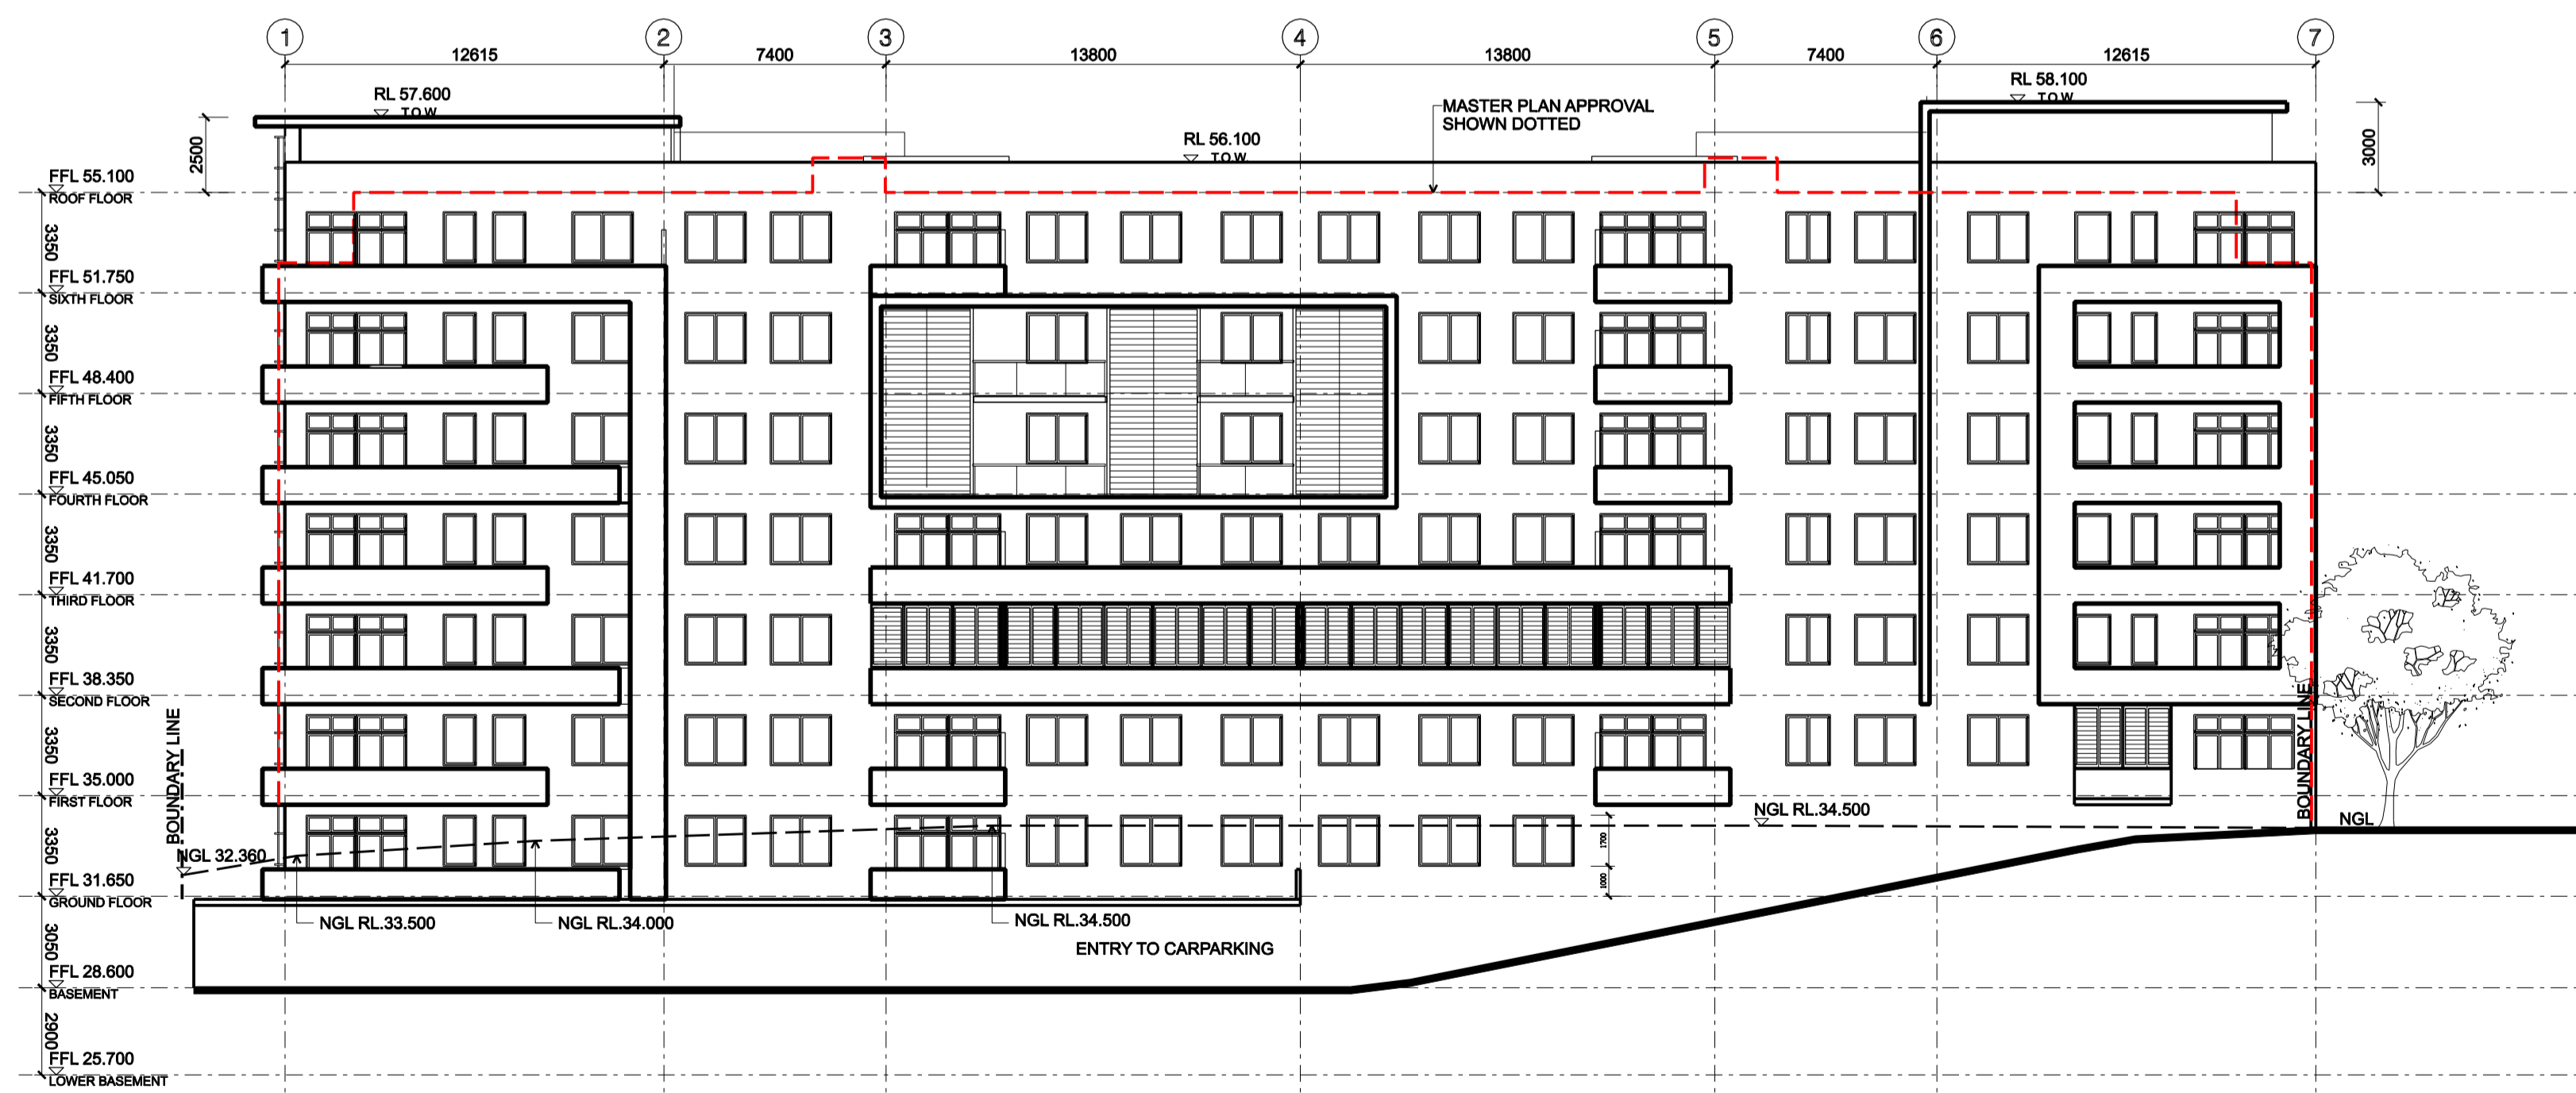 1 2 3 4 5 6 7
12615 7400 13800 13800 7400 12615
RL 57.600
T.O.W
RL 58.100
T.O.W
MASTER PLAN APPROVAL
SHOWN DOTTED
RL 56.100
T.O.W.
2500
3000
FFL 55.100
ROOF FLOOR
3350
FFL 51.750
SIXTH FLOOR
3350
FFL 48.400
FIFTH FLOOR
3350
FFL 45.050
FOURTH FLOOR
3350
FFL 41.700
THIRD FLOOR
3350
FFL 38.350
SECOND FLOOR
3350
FFL 35.000
FIRST FLOOR
3350
FFL 31.650
GROUND FLOOR
3050
FFL 28.600
BASEMENT
2900
FFL 25.700
LOWER BASEMENT
BOUNDARY LINE
NGL 32.360
NGL RL.33.500
NGL RL.34.000
NGL RL.34.500
ENTRY TO CARPARKING
1700
1000
NGL RL.34.500
BOUNDARY LINE
NGL